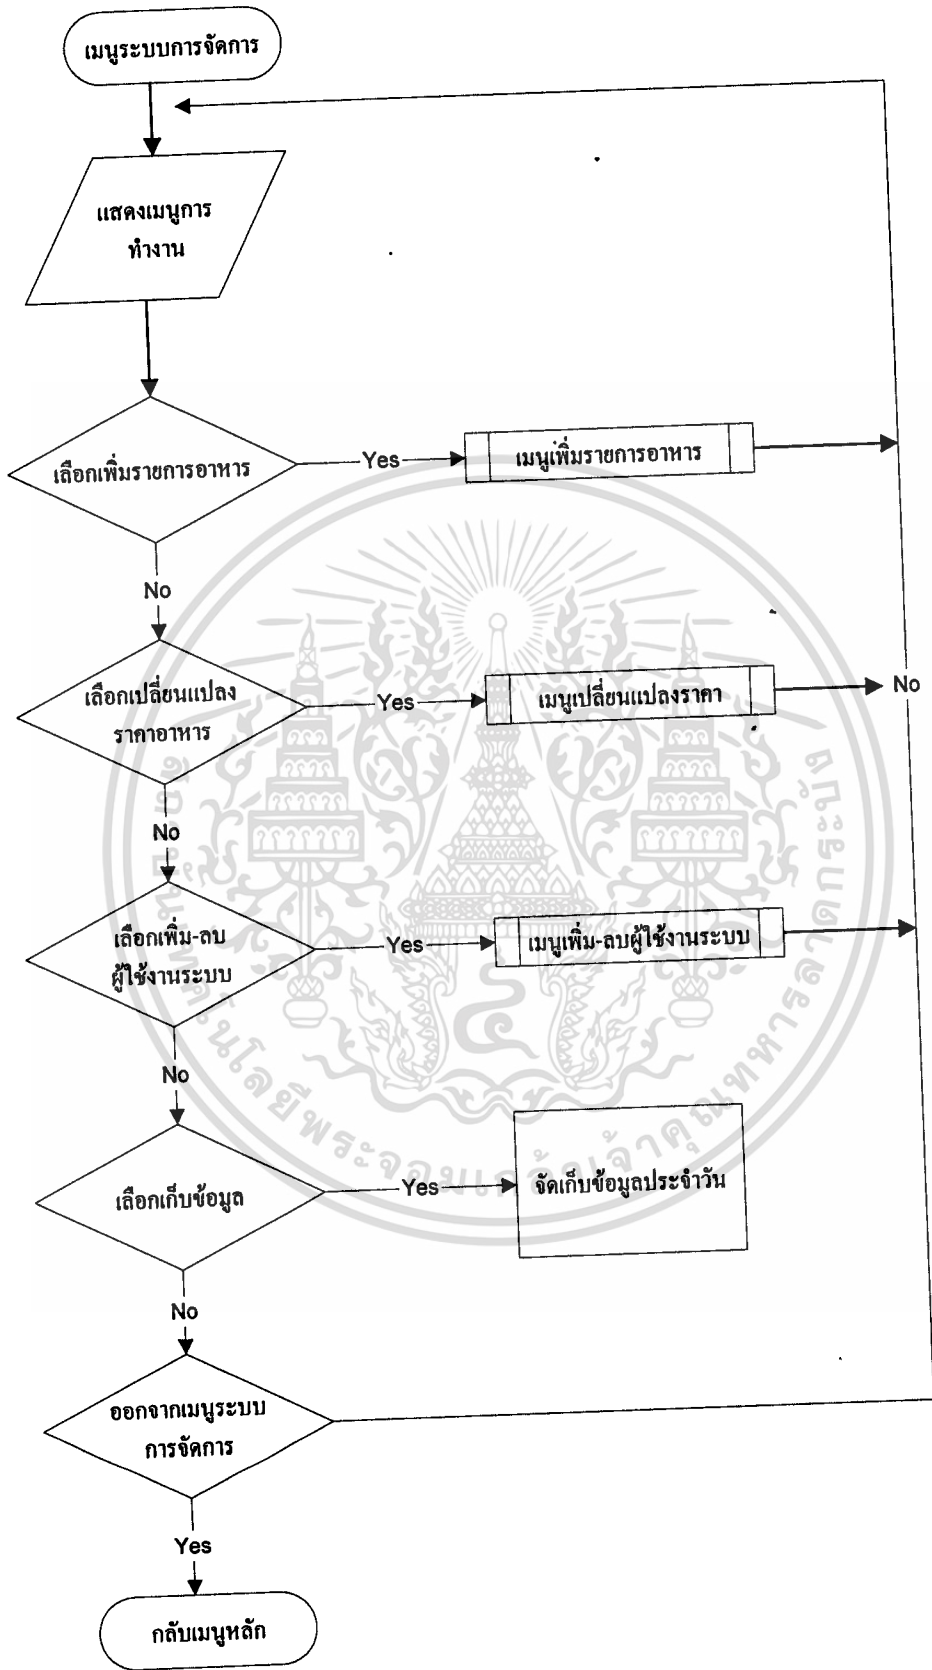 เมนูระบบการจัดการ
แสดงเมนูการ
ทำงาน
เลือกเพิ่มรายการอาหาร
Yes
เมนูเพิ่มรายการอาหาร
No
เลือกเปลี่ยนแปลง
ราคาอาหาร
Yes
เมนูเปลี่ยนแปลงราคา
No
No
เลือกเพิ่ม-ลบ
ผู้ใช้งานระบบ
Yes
เมนูเพิ่ม-ลบผู้ใช้งานระบบ
No
เลือกเก็บข้อมูล
Yes
จัดเก็บข้อมูลประจำวัน
No
ออกจากเมนูระบบ
การจัดการ
Yes
กลับเมนูหลัก